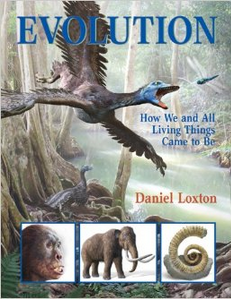 EVOLUTION
How We and All
Living Things
Came to Be
Daniel Loxton